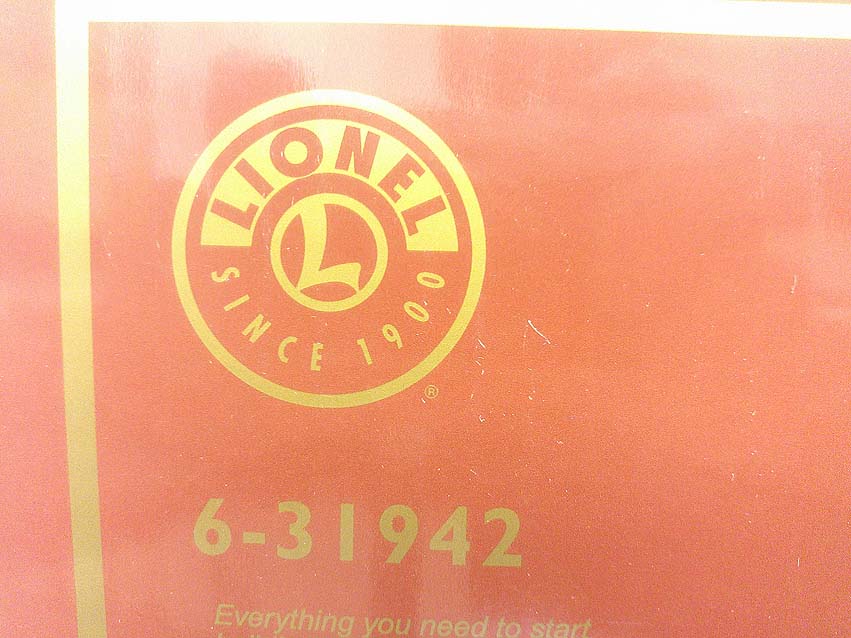 LIONEL
L
SINCE 1900
®
6-31942
Everything you need to start